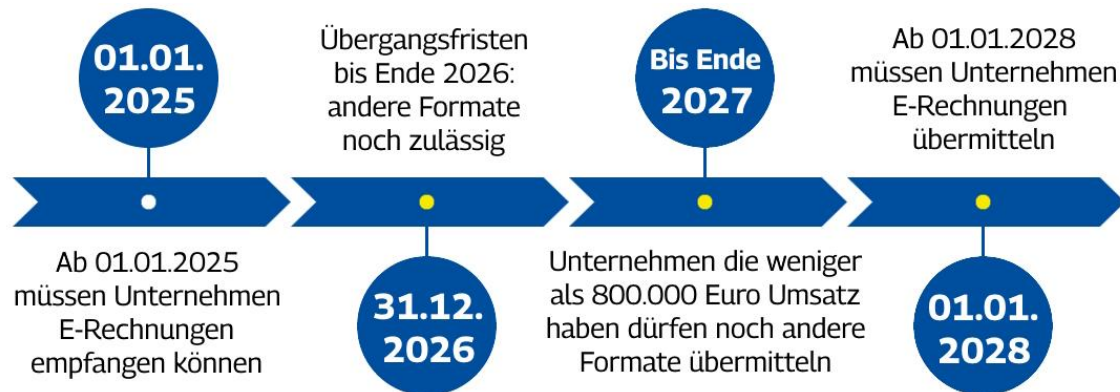 01.01.
2025
Ab 01.01.2025
müssen Unternehmen
E-Rechnungen
empfangen können
Übergangsfristen
bis Ende 2026:
andere Formate
noch zulässig
31.12.
2026
Bis Ende
2027
Unternehmen die weniger
als 800.000 Euro Umsatz
haben dürfen noch andere
Formate übermitteln
Ab 01.01.2028
müssen Unternehmen
E-Rechnungen
übermitteln
01.01.
2028